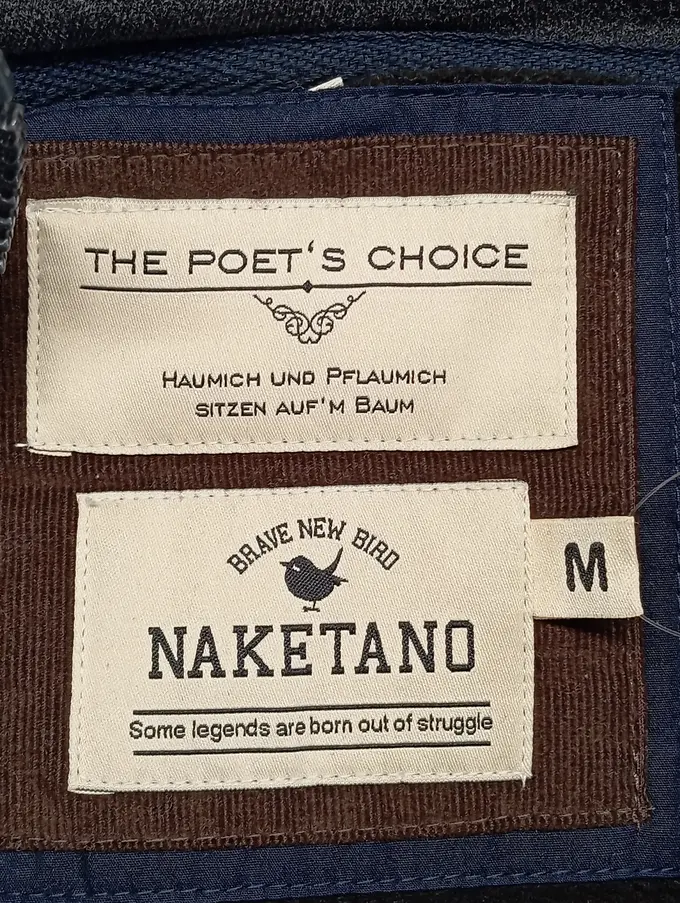 THE POET'S CHOICE
HAUMICH UND PFLAUMICH
SITZEN AUF'M BAUM
BRAVE NEW BIRD
NAKETANO
M
Some legends are born out of struggle